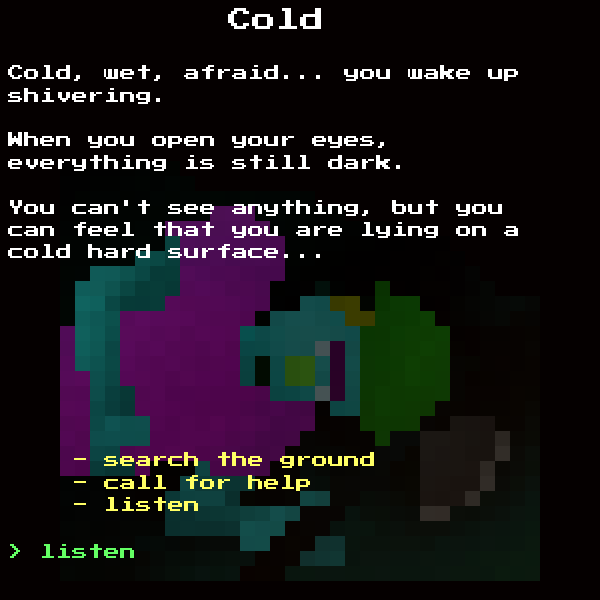 Cold
Cold, wet, afraid... you wake up
shivering.
When you open your eyes,
everything is still dark.
You can't see anything, but you
can feel that you are lying on a
cold hard surface...
- search the ground
- call for help
- listen
> listen